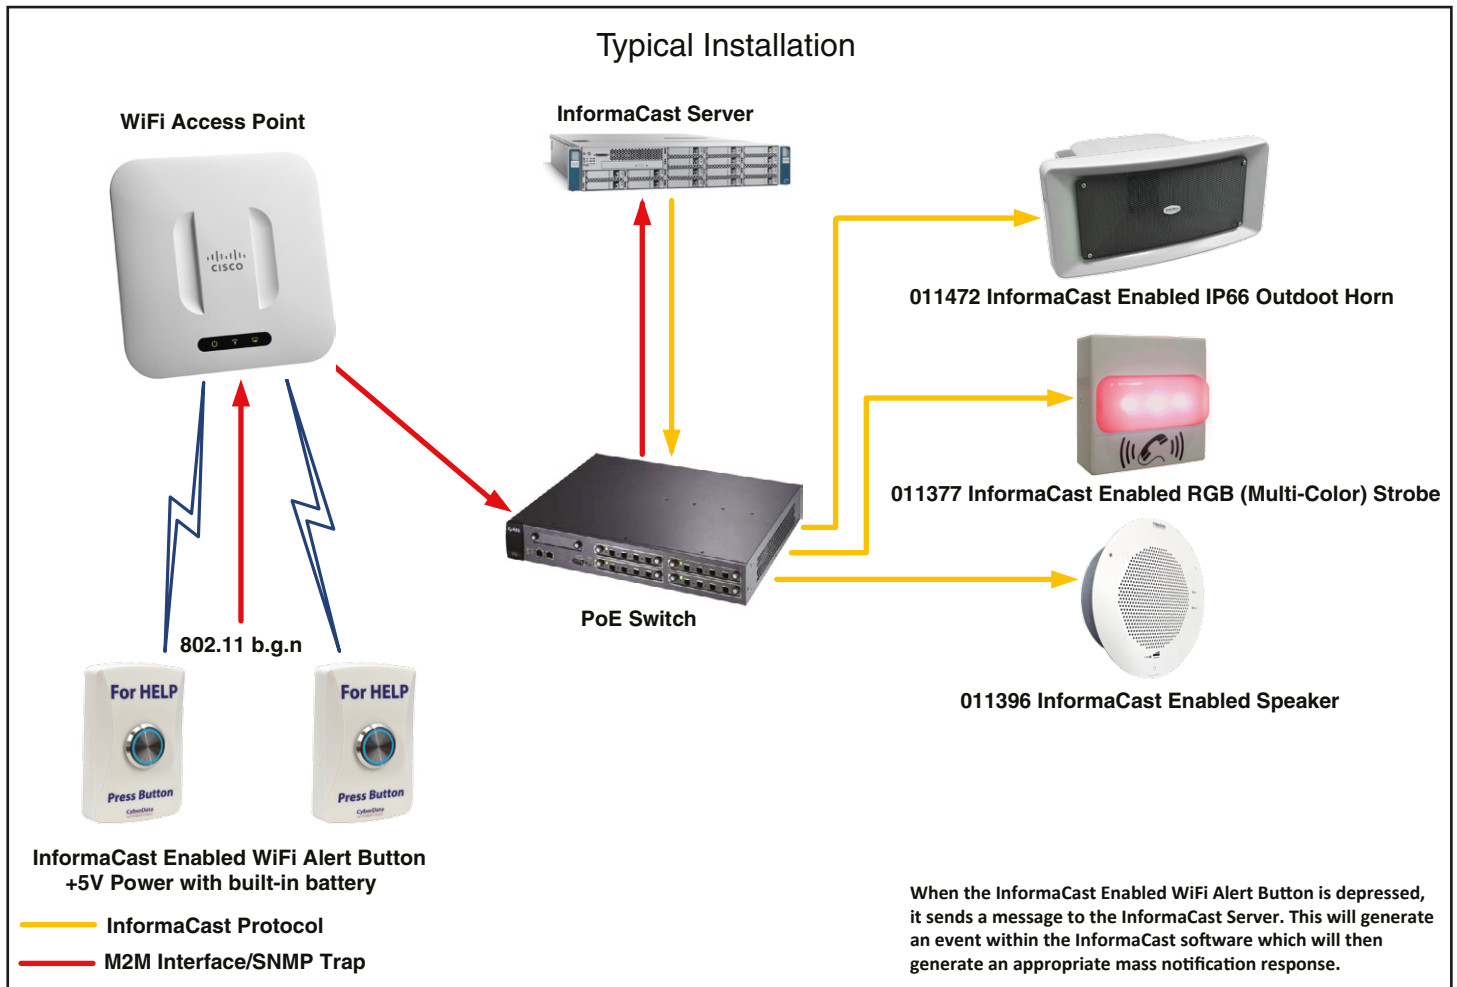 Typical Installation
WiFi Access Point
InformaCast Server
CISCO
011472 InformaCast Enabled IP66 Outdoot Horn
011377 InformaCast Enabled RGB (Multi-Color) Strobe
PoE Switch
802.11 b.g.n
For HELP
Press Button
CyberData
For HELP
Press Button
CyberData
011396 InformaCast Enabled Speaker
InformaCast Enabled WiFi Alert Button
+5V Power with built-in battery
InformaCast Protocol
M2M Interface/SNMP Trap
When the InformaCast Enabled WiFi Alert Button is depressed,
it sends a message to the InformaCast Server. This will generate
an event within the InformaCast software which will then
generate an appropriate mass notification response.